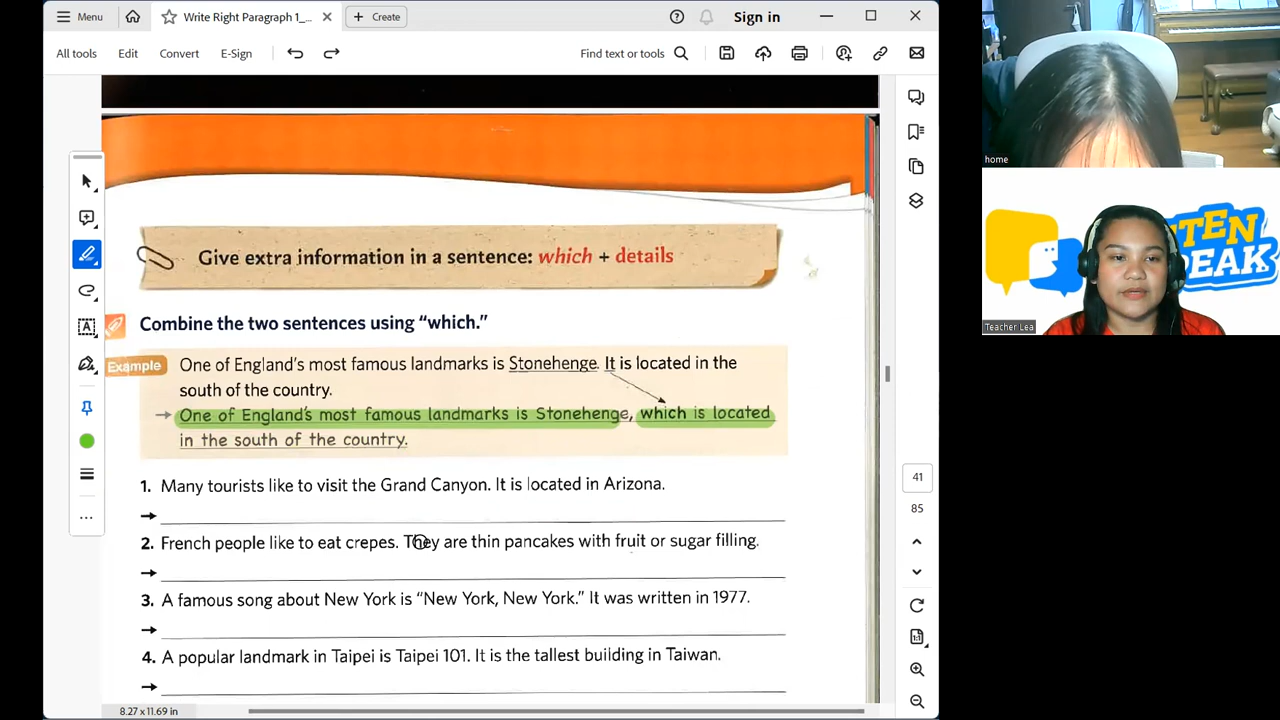 Menu
Write Right Paragraph 1_...
Create
Sign in
All tools
Edit
Convert
E-Sign
Find text or tools
Give extra information in a sentence: which + details
Combine the two sentences using “which.”
Example
One of England's most famous landmarks is Stonehenge. It is located in the
south of the country.
→ One of England's most famous landmarks is Stonehenge, which is located
in the south of the country.
1. Many tourists like to visit the Grand Canyon. It is located in Arizona.
2. French people like to eat crepes. They are thin pancakes with fruit or sugar filling.
3. A famous song about New York is “New York, New York.” It was written in 1977.
4. A popular landmark in Taipei is Taipei 101. It is the tallest building in Taiwan.
8.27 x 11.69 in
41
85
home
Teacher Lea